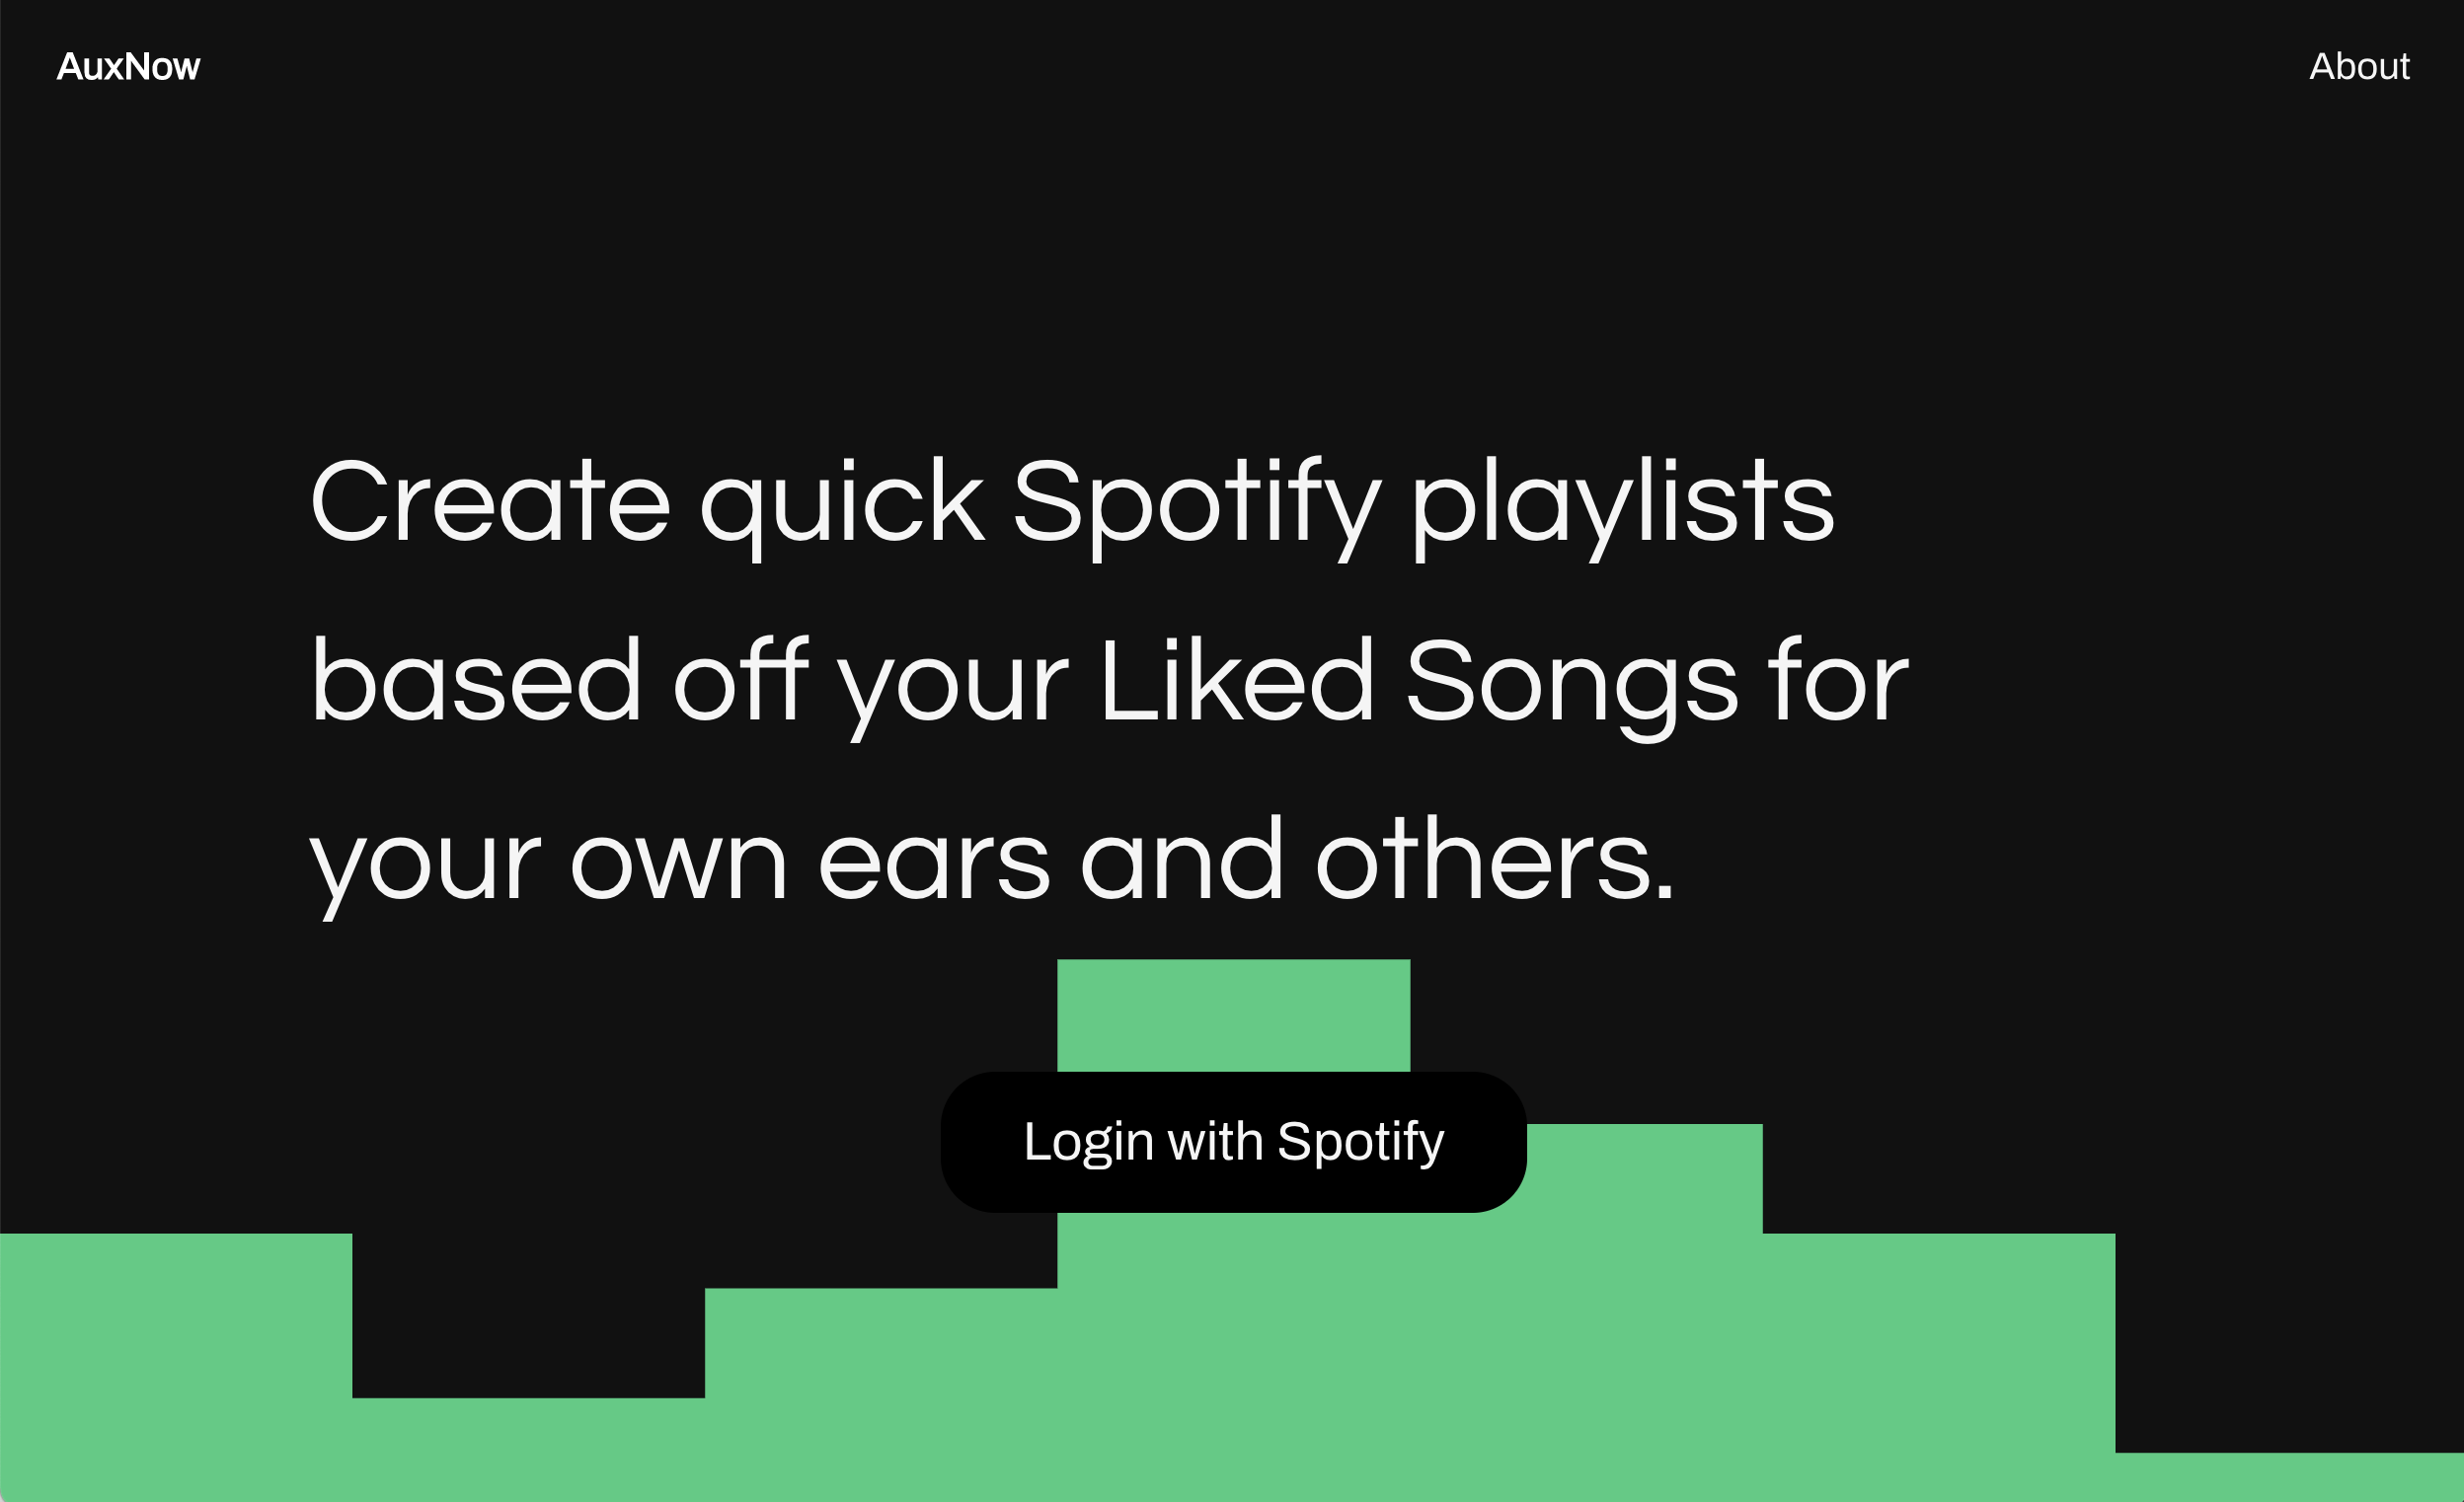 AuxNow
About
Create quick Spotify playlists
based off your Liked Songs for
your own ears and others.
Login with Spotify